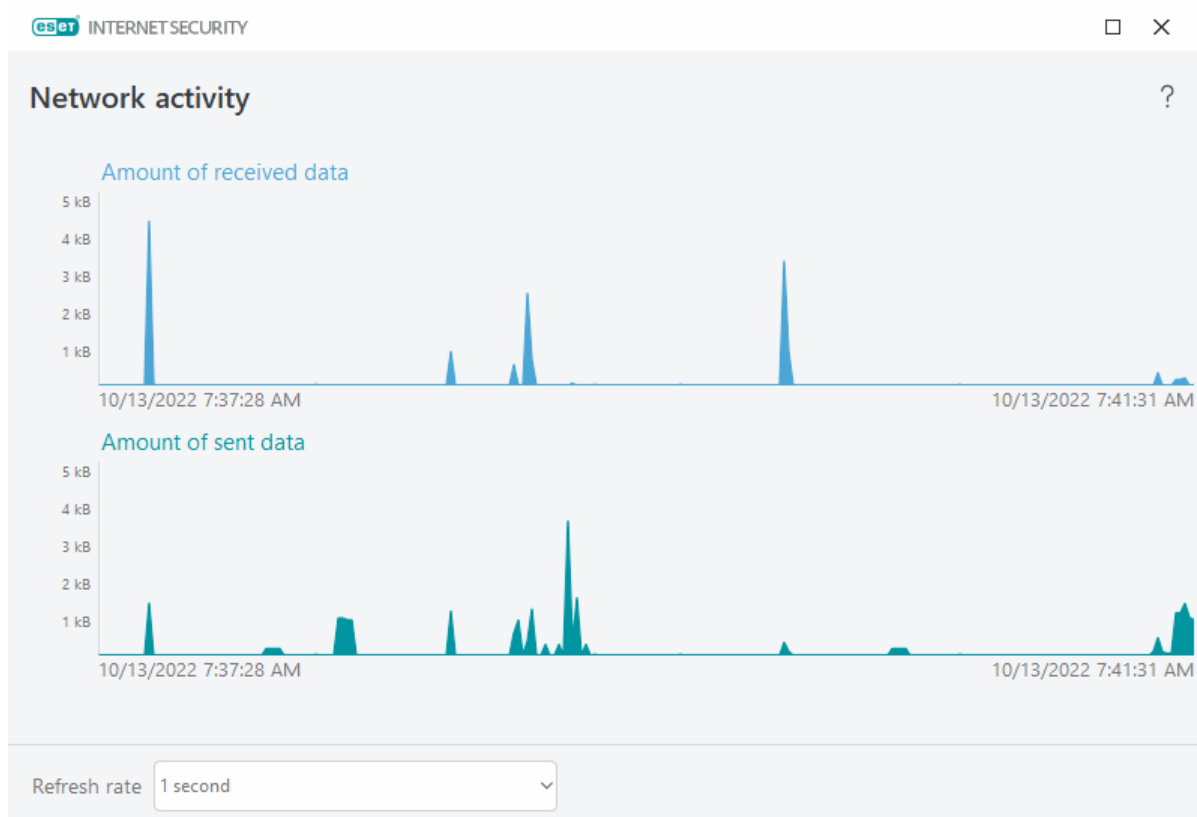 eseT INTERNET SECURITY
Network activity
?
Amount of received data
5 kB
4 kB
3 kB
2 kB
1 kB
10/13/2022 7:37:28 AM 10/13/2022 7:41:31 AM
Amount of sent data
5 kB
4 kB
3 kB
2 kB
1 kB
10/13/2022 7:37:28 AM 10/13/2022 7:41:31 AM
Refresh rate 1 second